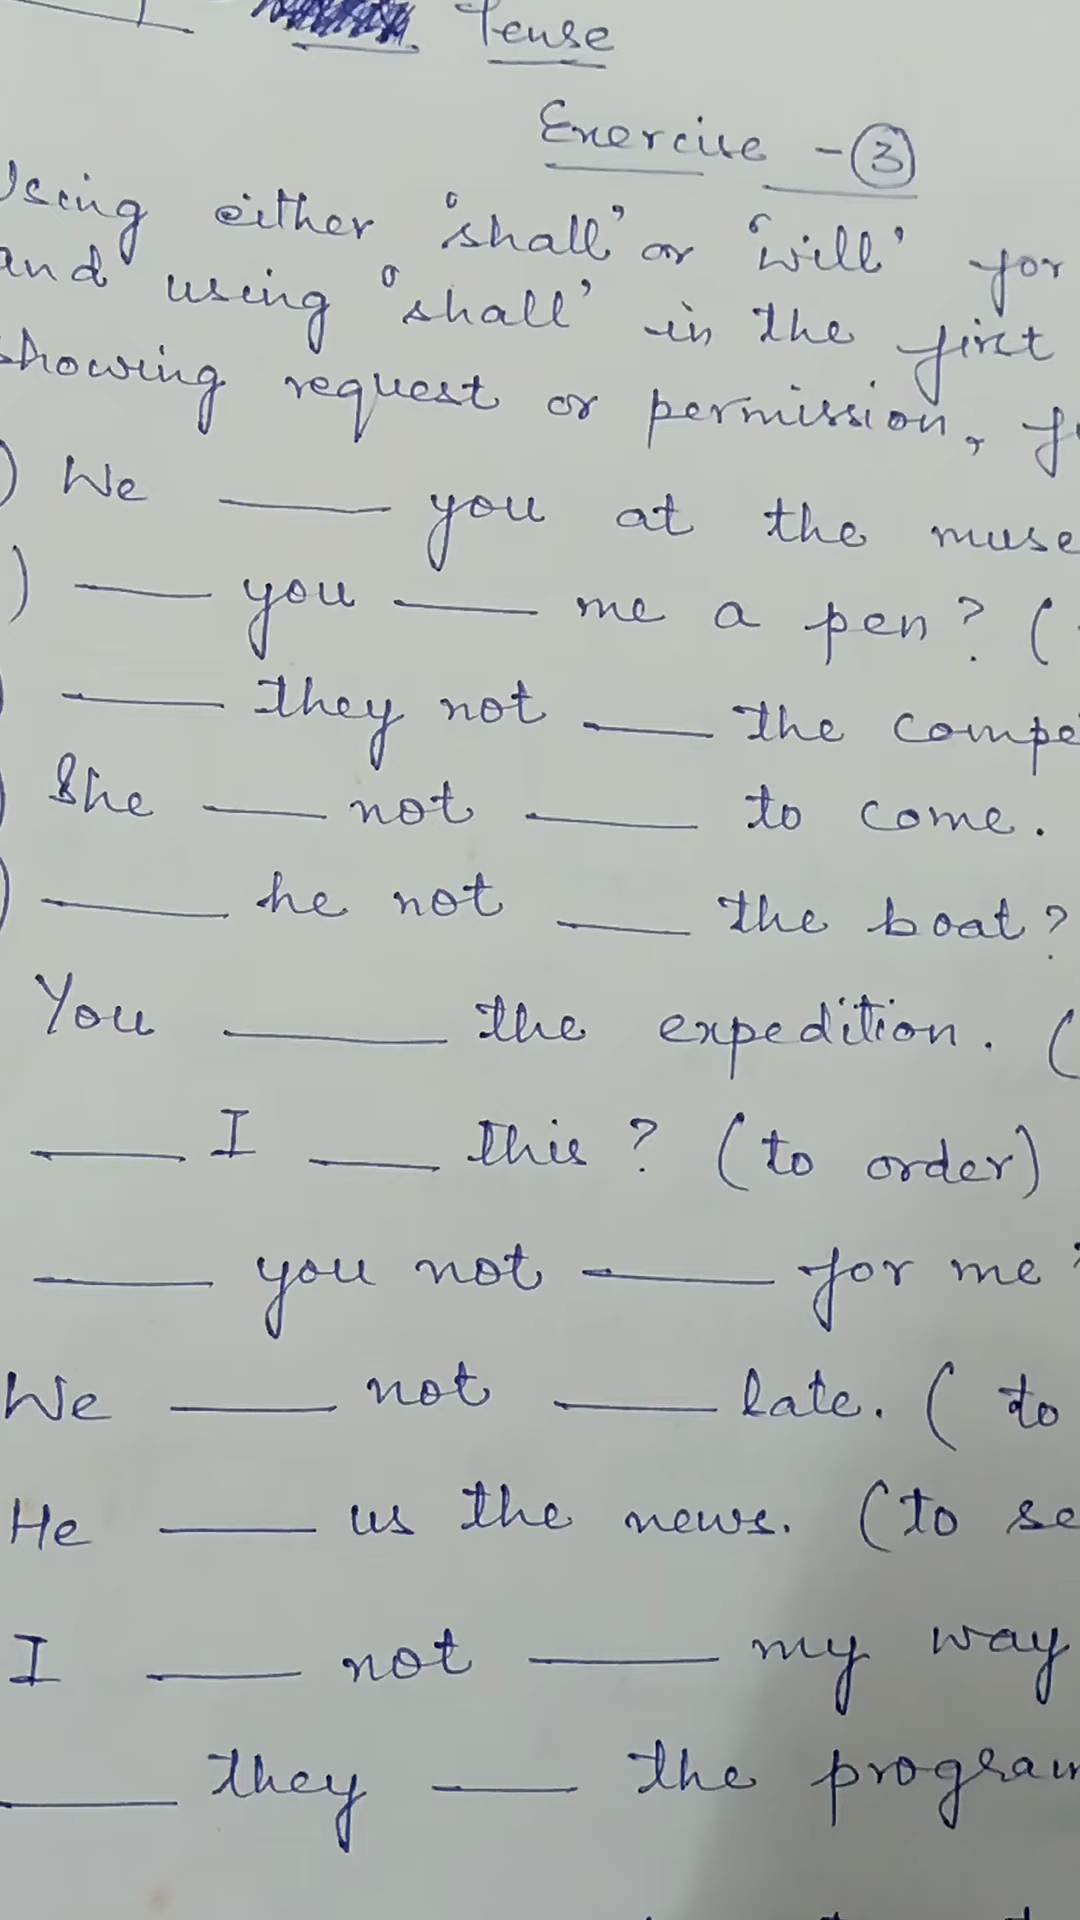 Tense
Exercise - 3
Using either 'shall' or 'will' for
and using 'shall' in the first
showing request or permission,
) We ___ you at the muse
) ___ you ___ me a pen? (
___ they not ___ the compe
She ___ not ___ to come.
) ___ he not ___ the boat?
You ___ the expedition. (
___ I ___ this? (to order)
___ you not ___ for me?
We ___ not ___ late. ( to
He ___ us the news. (to se
I ___ not ___ my way
___ they ___ the program